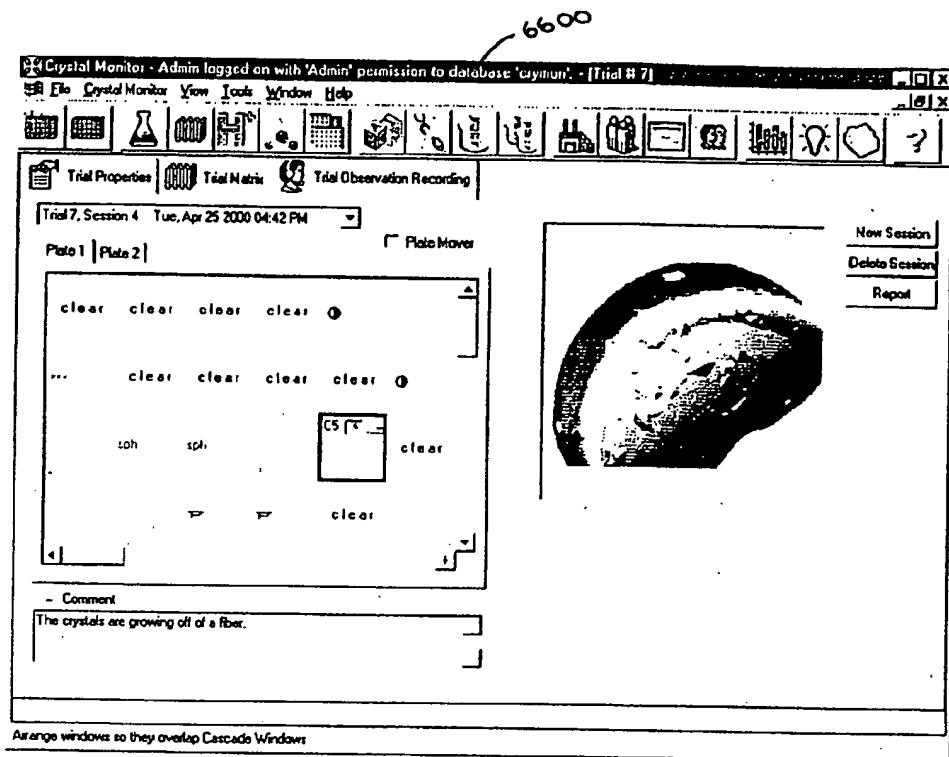 6600
Crystal Monitor - Admin logged on with 'Admin' permission to database 'crymon'. - [Trial # 7]
File Crystal Monitor View Tools Window Help
Trial Properties Trial Matrix Trial Observation Recording
Trial 7, Session 4 Tue, Apr 25 2000 04:42 PM
Plate Mover
New Session
Plate 1 Plate 2
Delete Session
Report
clear clear clear clear
clear clear clear clear
C5
sph sph clear
clear
Comment
The crystals are growing off of a fiber.
Arrange windows so they overlap Cascade Windows